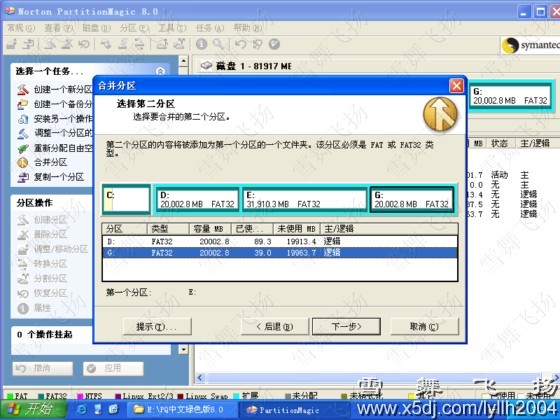 Norton PartitionMagic 8.0
常规(G) 查看(V) 磁盘(D) 分区(P) 工具(T) 任务(A) 帮助(H)
symantec
选择一个任务...
创建一个新分区
创建一个备份分
安装另一个操作
调整一个分区的
重新分配自由空
合并分区
复制一个分区
分区操作
创建分区
删除分区
调整/移动分区
转换分区
分割分区
恢复分区
属性
0 个操作挂起
撤消 应用
磁盘 1 - 81917 MB
G:
20,002.8 MB FAT32
MB 状态 主/逻辑
01.7 活动 主
0.0 无 主
13.4 无 逻辑
87.5 无 逻辑
63.7 无 逻辑
合并分区
选择第二分区
选择要合并的第二个分区。
第二个分区的内容将被添加为第一个分区的一个文件夹。该分区必须是 FAT 或 FAT32 类
型。
C:
D:
20,002.8 MB FAT32
E:
31,910.3 MB FAT32
G:
20,002.8 MB FAT32
分区 类型 容量 MB 已使... 未使用 MB 主/逻辑
D: FAT32 20002.8 89.3 19913.4 逻辑
G: FAT32 20002.8 39.0 19963.7 逻辑
第一个分区: E:
提示(T)... < 后退(B) 下一步> 取消(C)
FAT FAT32 NTFS Linux Ext2/3 Linux Swap 扩展 未分配 未格式化 其它 已使用 未使用
开始
H:\PQ中文绿色版8.0
PartitionMagic
雪舞飞扬
www.x5dj.com/lyllh2004